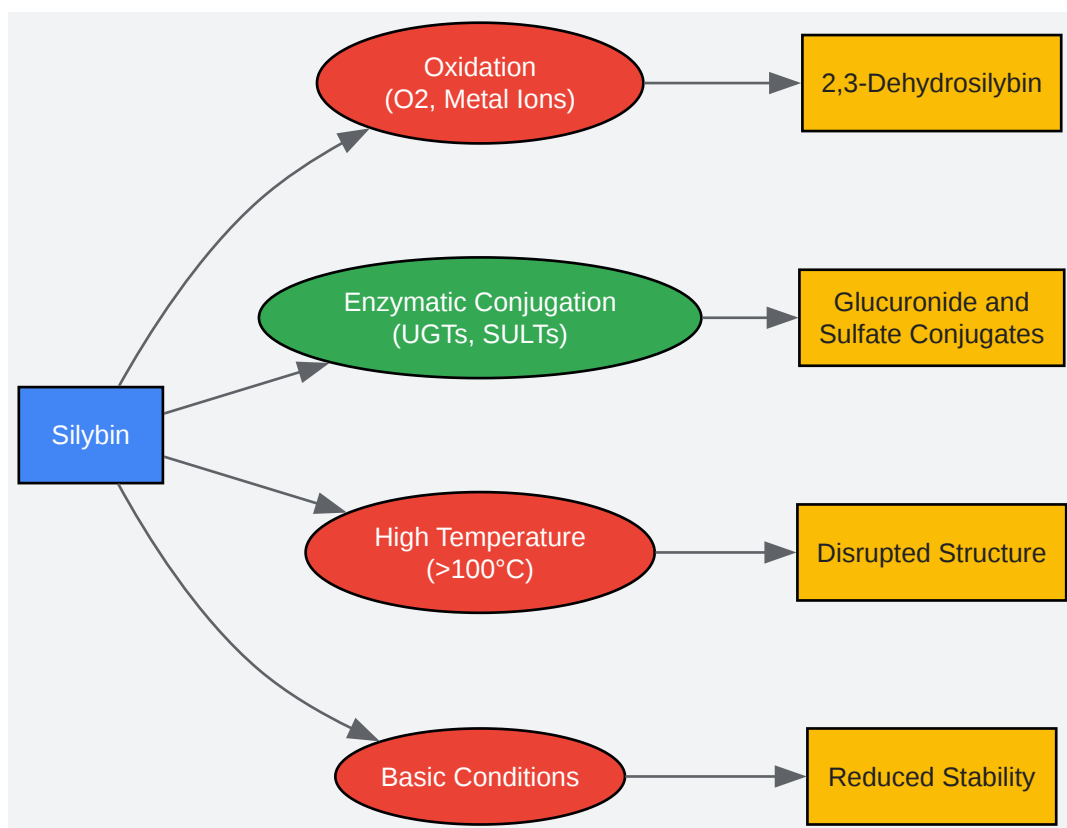 Silybin
Oxidation
(O2, Metal Ions)
2,3-Dehydrosilybin
Enzymatic Conjugation
(UGTs, SULTs)
Glucuronide and
Sulfate Conjugates
High Temperature
(>100°C)
Disrupted Structure
Basic Conditions
Reduced Stability